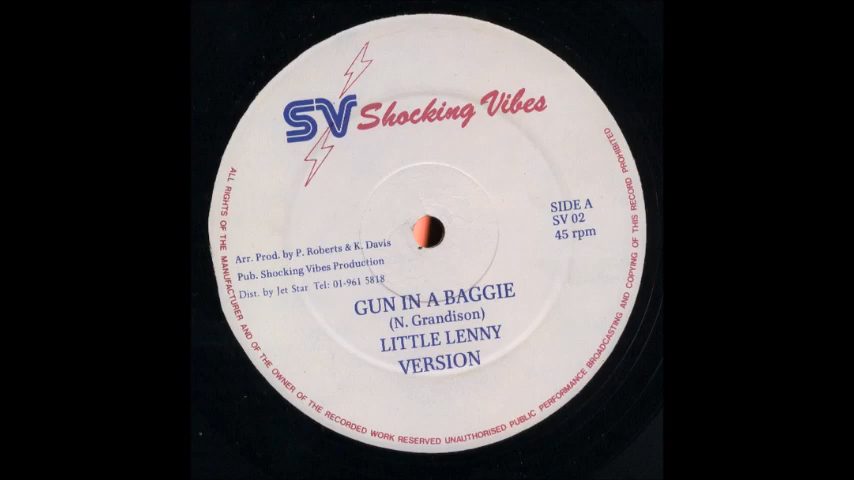 SV Shocking Vibes
SIDE A
SV 02
45 rpm
Arr. Prod. by P. Roberts & K. Davis
Pub. Shocking Vibes Production
Dist. by Jet Star Tel: 01-961 5818
GUN IN A BAGGIE
(N. Grandison)
LITTLE LENNY
VERSION
ALL RIGHTS OF THE MANUFACTURER AND OF THE OWNER OF THE RECORDED WORK RESERVED UNAUTHORISED PUBLIC PERFORMANCE BROADCASTING AND COPYING OF THIS RECORD PROHIBITED